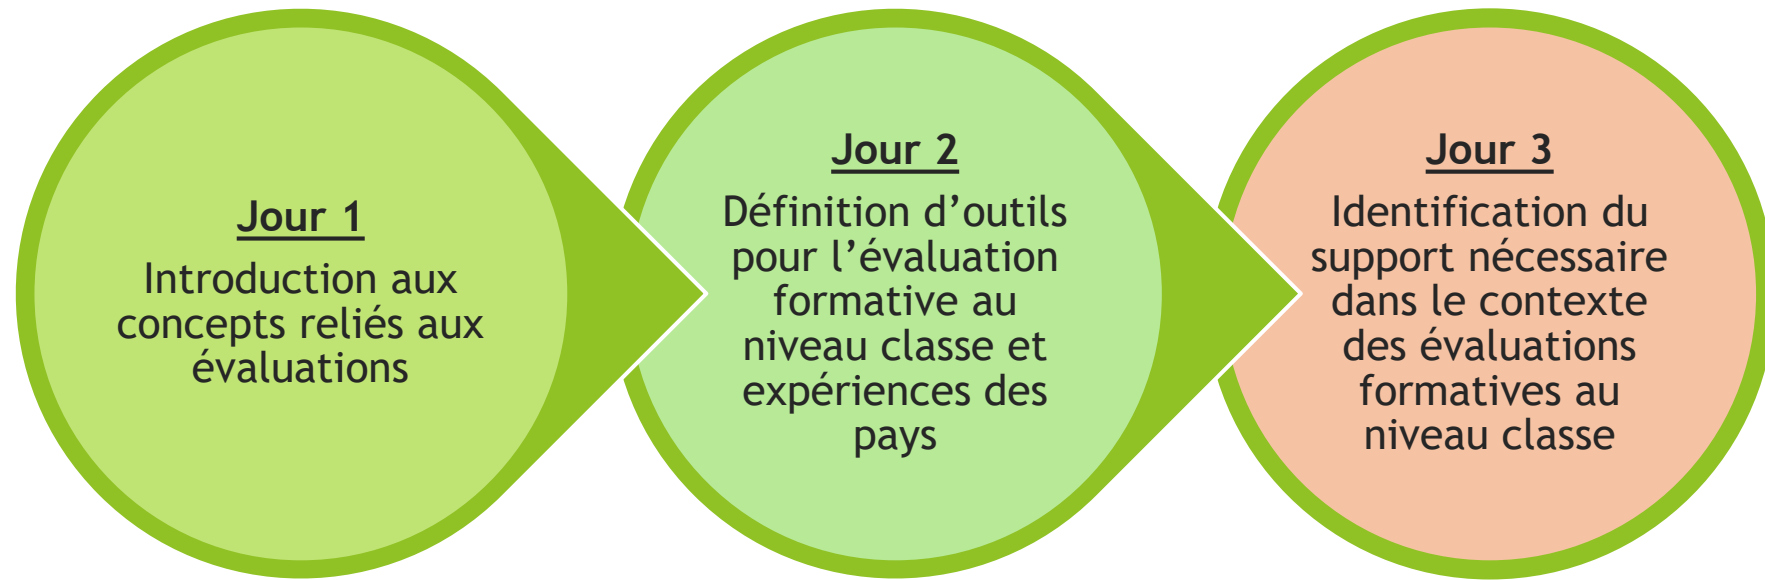 Jour 1
Introduction aux
concepts reliés aux
évaluations
Jour 2
Définition d’outils
pour l’évaluation
formative au
niveau classe et
expériences des
pays
Jour 3
Identification du
support nécessaire
dans le contexte
des évaluations
formatives au
niveau classe